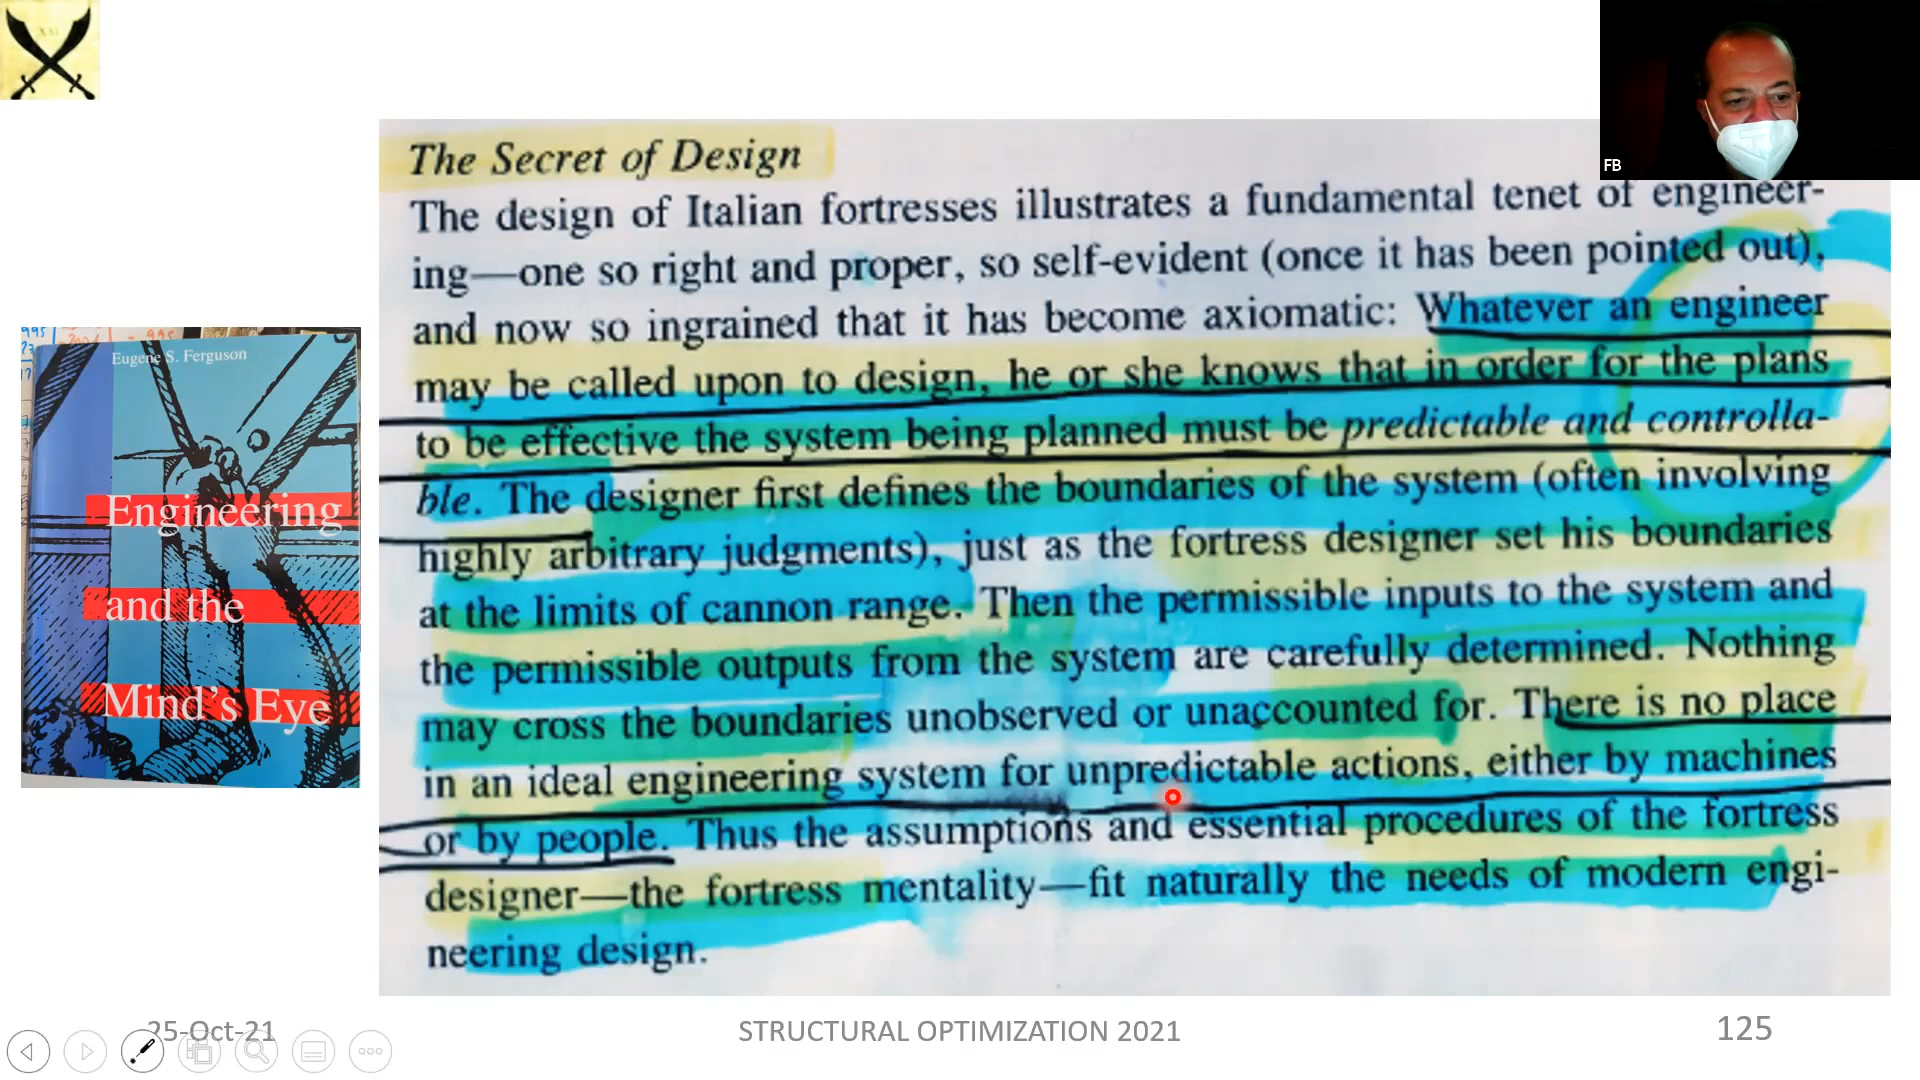 FB
The Secret of Design
The design of Italian fortresses illustrates a fundamental tenet of engineer-
ing—one so right and proper, so self-evident (once it has been pointed out),
and now so ingrained that it has become axiomatic: Whatever an engineer
may be called upon to design, he or she knows that in order for the plans
to be effective the system being planned must be predictable and controlla-
ble. The designer first defines the boundaries of the system (often involving
highly arbitrary judgments), just as the fortress designer set his boundaries
at the limits of cannon range. Then the permissible inputs to the system and
the permissible outputs from the system are carefully determined. Nothing
may cross the boundaries unobserved or unaccounted for. There is no place
in an ideal engineering system for unpredictable actions, either by machines
or by people. Thus the assumptions and essential procedures of the fortress
designer—the fortress mentality—fit naturally the needs of modern engi-
neering design.
Eugene S. Ferguson
Engineering
and the
Mind's Eye
25-Oct-21
STRUCTURAL OPTIMIZATION 2021
125